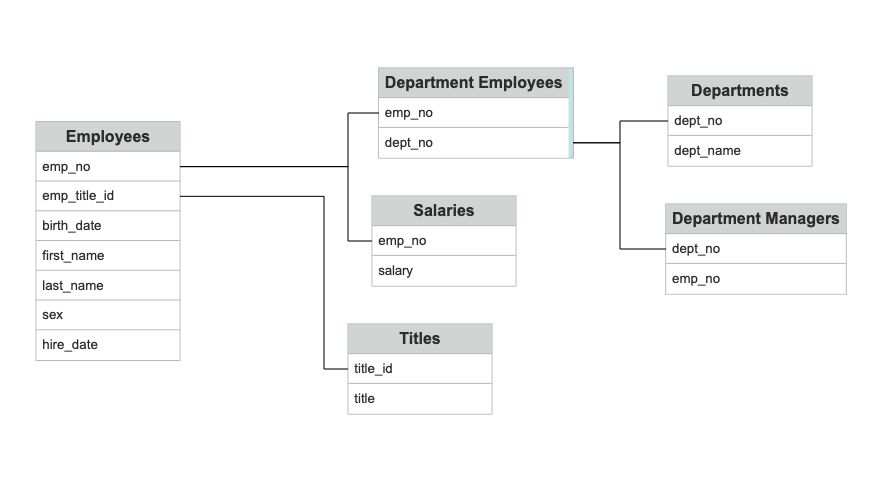 Employees
emp_no
emp_title_id
birth_date
first_name
last_name
sex
hire_date
Department Employees
emp_no
dept_no
Salaries
emp_no
salary
Titles
title_id
title
Departments
dept_no
dept_name
Department Managers
dept_no
emp_no